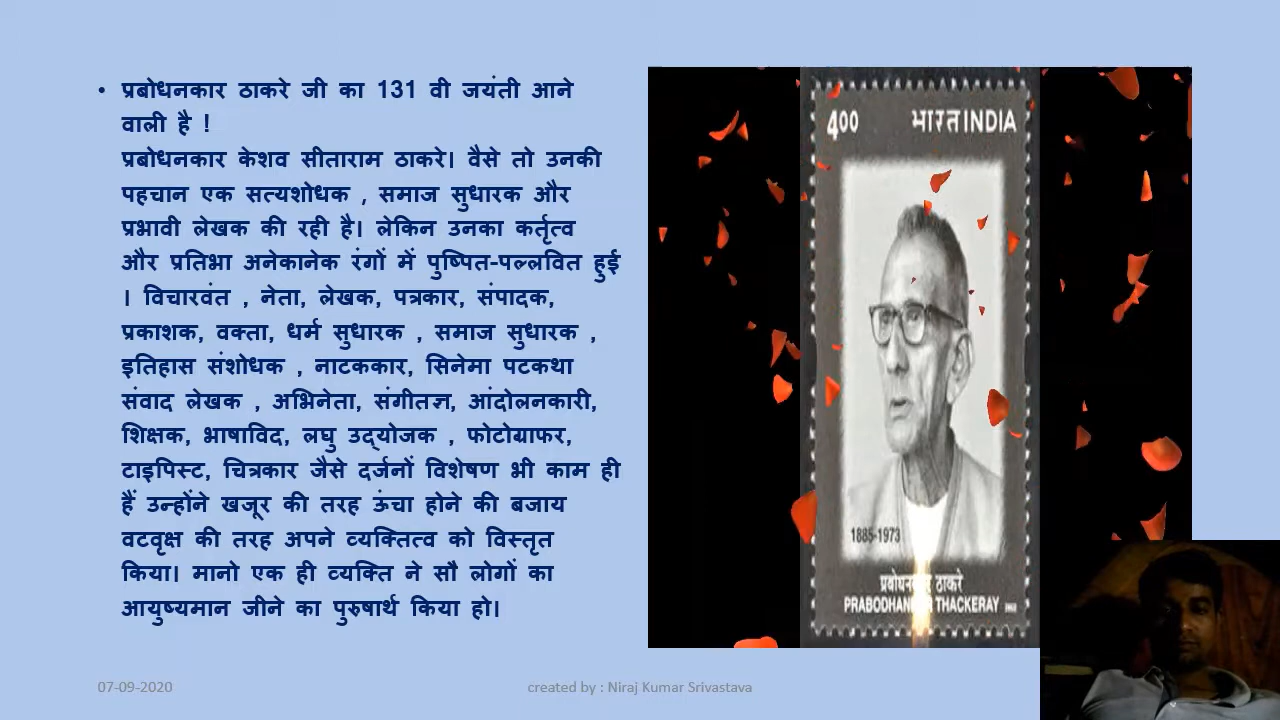 • प्रबोधनकार ठाकरे जी का 131 वी जयंती आने
वाली है !
प्रबोधनकार केशव सीताराम ठाकरे। वैसे तो उनकी
पहचान एक सत्यशोधक , समाज सुधारक और
प्रभावी लेखक की रही है। लेकिन उनका कर्तृत्व
और प्रतिभा अनेकानेक रंगों में पुष्पित-पल्लवित हुई
। विचारवंत , नेता, लेखक, पत्रकार, संपादक,
प्रकाशक, वक्ता, धर्म सुधारक , समाज सुधारक ,
इतिहास संशोधक , नाटककार, सिनेमा पटकथा
संवाद लेखक , अभिनेता, संगीतज्ञ, आंदोलनकारी,
शिक्षक, भाषाविद, लघु उद्योजक , फोटोग्राफर,
टाइपिस्ट, चित्रकार जैसे दर्जनों विशेषण भी काम ही
हैं उन्होंने खजूर की तरह ऊंचा होने की बजाय
वटवृक्ष की तरह अपने व्यक्तित्व को विस्तृत
किया। मानो एक ही व्यक्ति ने सौ लोगों का
आयुष्यमान जीने का पुरुषार्थ किया हो।
400 भारत INDIA
1885-1973
ठाकरे
THACKERAY
07-09-2020
created by : Niraj Kumar Srivastava